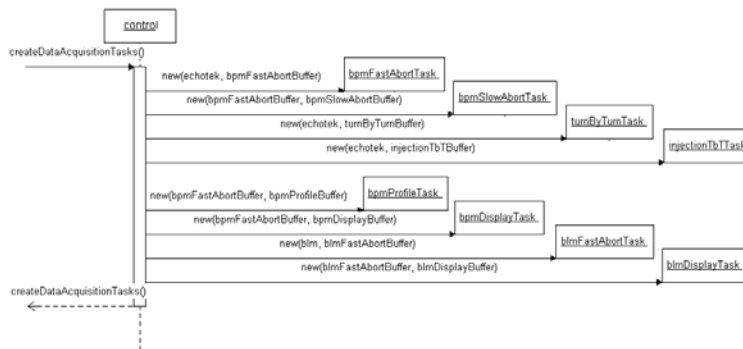 control
createDataAcquisitionTasks()
new(echotek, bpmFastAbortBuffer)
bpmFastAbortTask
new(bpmFastAbortBuffer, bpmSlowAbortBuffer)
bpmSlowAbortTask
new(echotek, turnByTurnBuffer)
turnByTurnTask
new(echotek, injectionTbTBuffer)
injectionTbTTask
new(bpmFastAbortBuffer, bpmProfileBuffer)
bpmProfileTask
new(bpmFastAbortBuffer, bpmDisplayBuffer)
bpmDisplayTask
new(blm, blmFastAbortBuffer)
blmFastAbortTask
new(blmFastAbortBuffer, blmDisplayBuffer)
blmDisplayTask
createDataAcquisitionTasks()